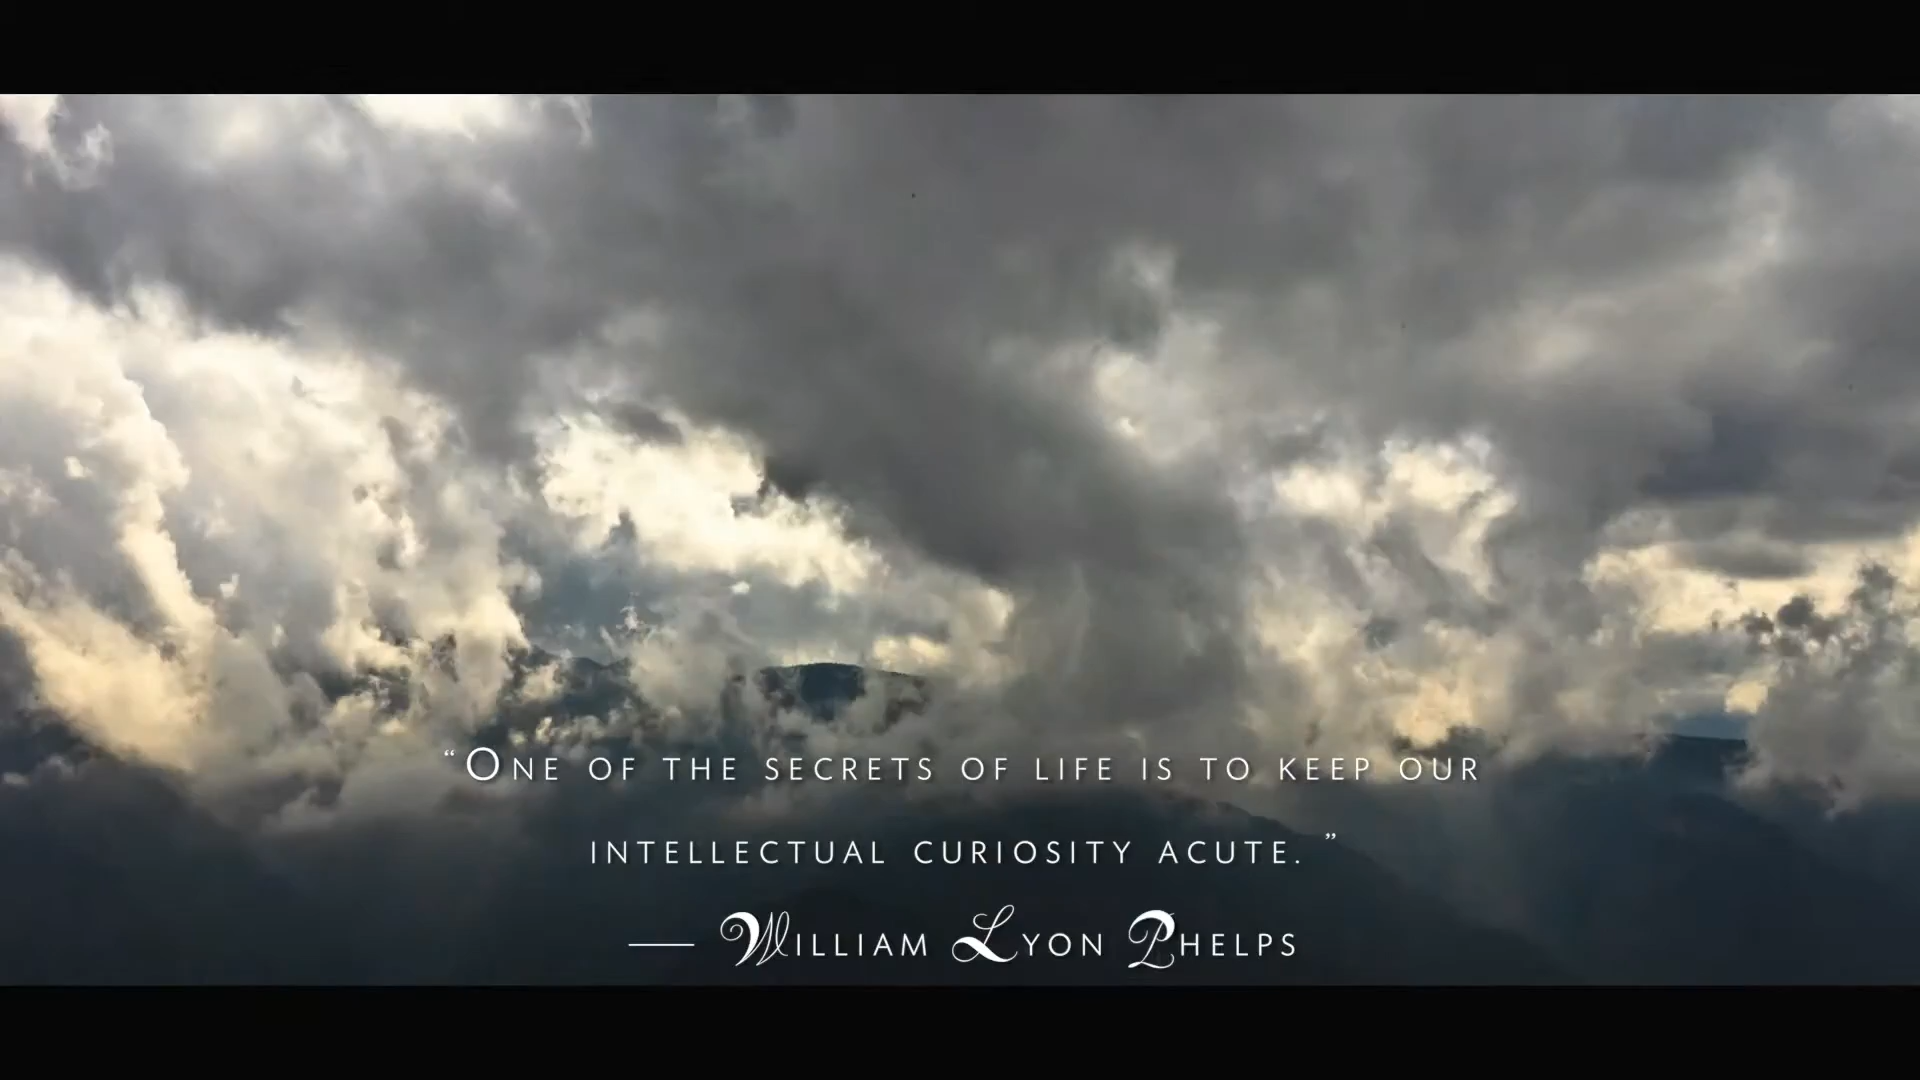 “One of the secrets of life is to keep our
intellectual curiosity acute. ”
— William Lyon Phelps